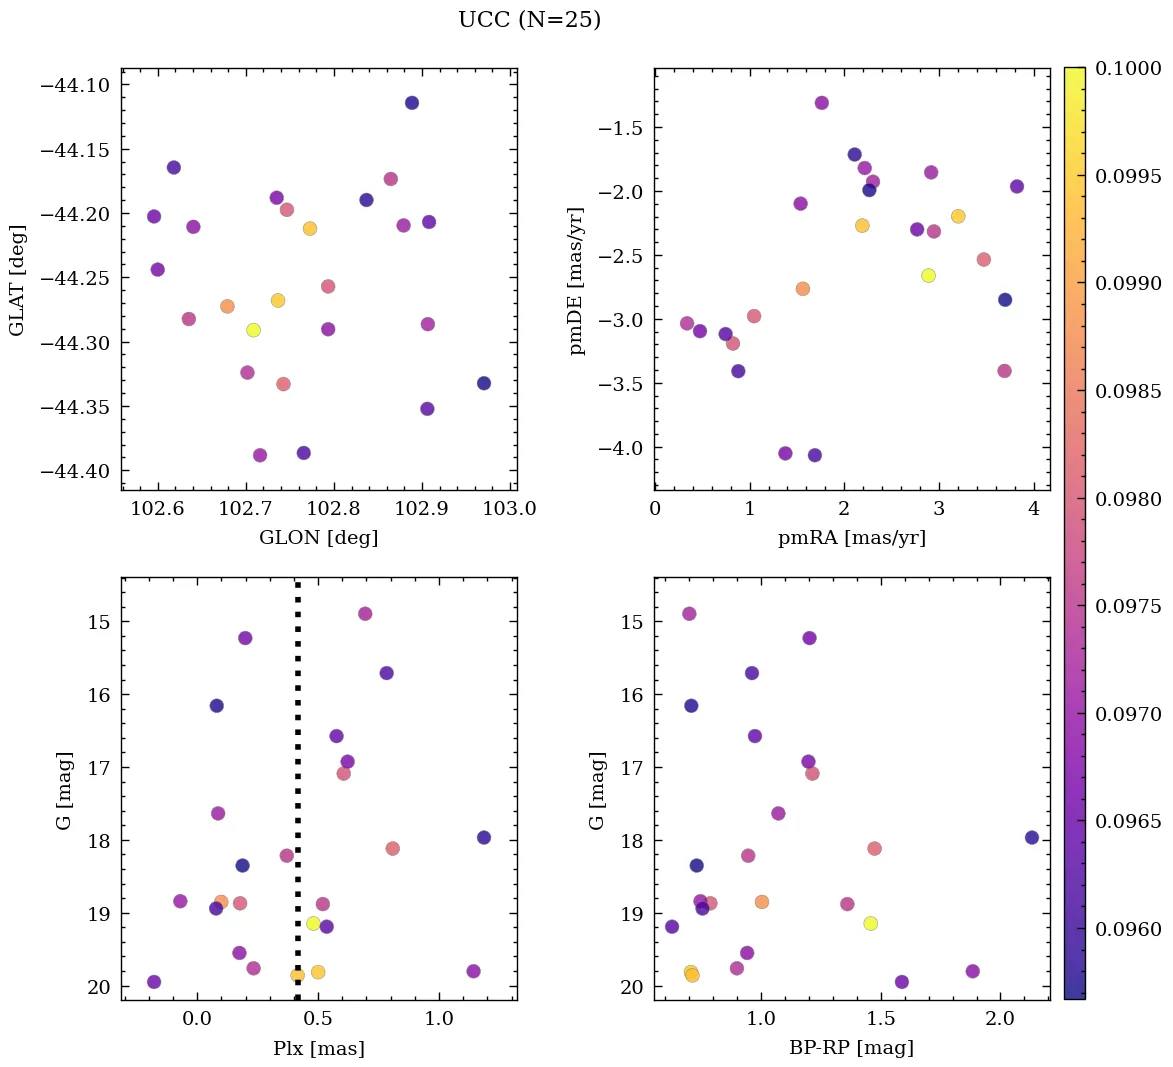 UCC (N=25)
−44.10
−44.15
−44.20
−44.25
−44.30
−44.35
−44.40
GLAT [deg]
102.6 102.7 102.8 102.9 103.0
GLON [deg]
−1.5
−2.0
−2.5
−3.0
−3.5
−4.0
pmDE [mas/yr]
0 1 2 3 4
pmRA [mas/yr]
15
16
17
18
19
20
G [mag]
0.0 0.5 1.0
Plx [mas]
15
16
17
18
19
20
G [mag]
1.0 1.5 2.0
BP-RP [mag]
0.1000
0.0995
0.0990
0.0985
0.0980
0.0975
0.0970
0.0965
0.0960